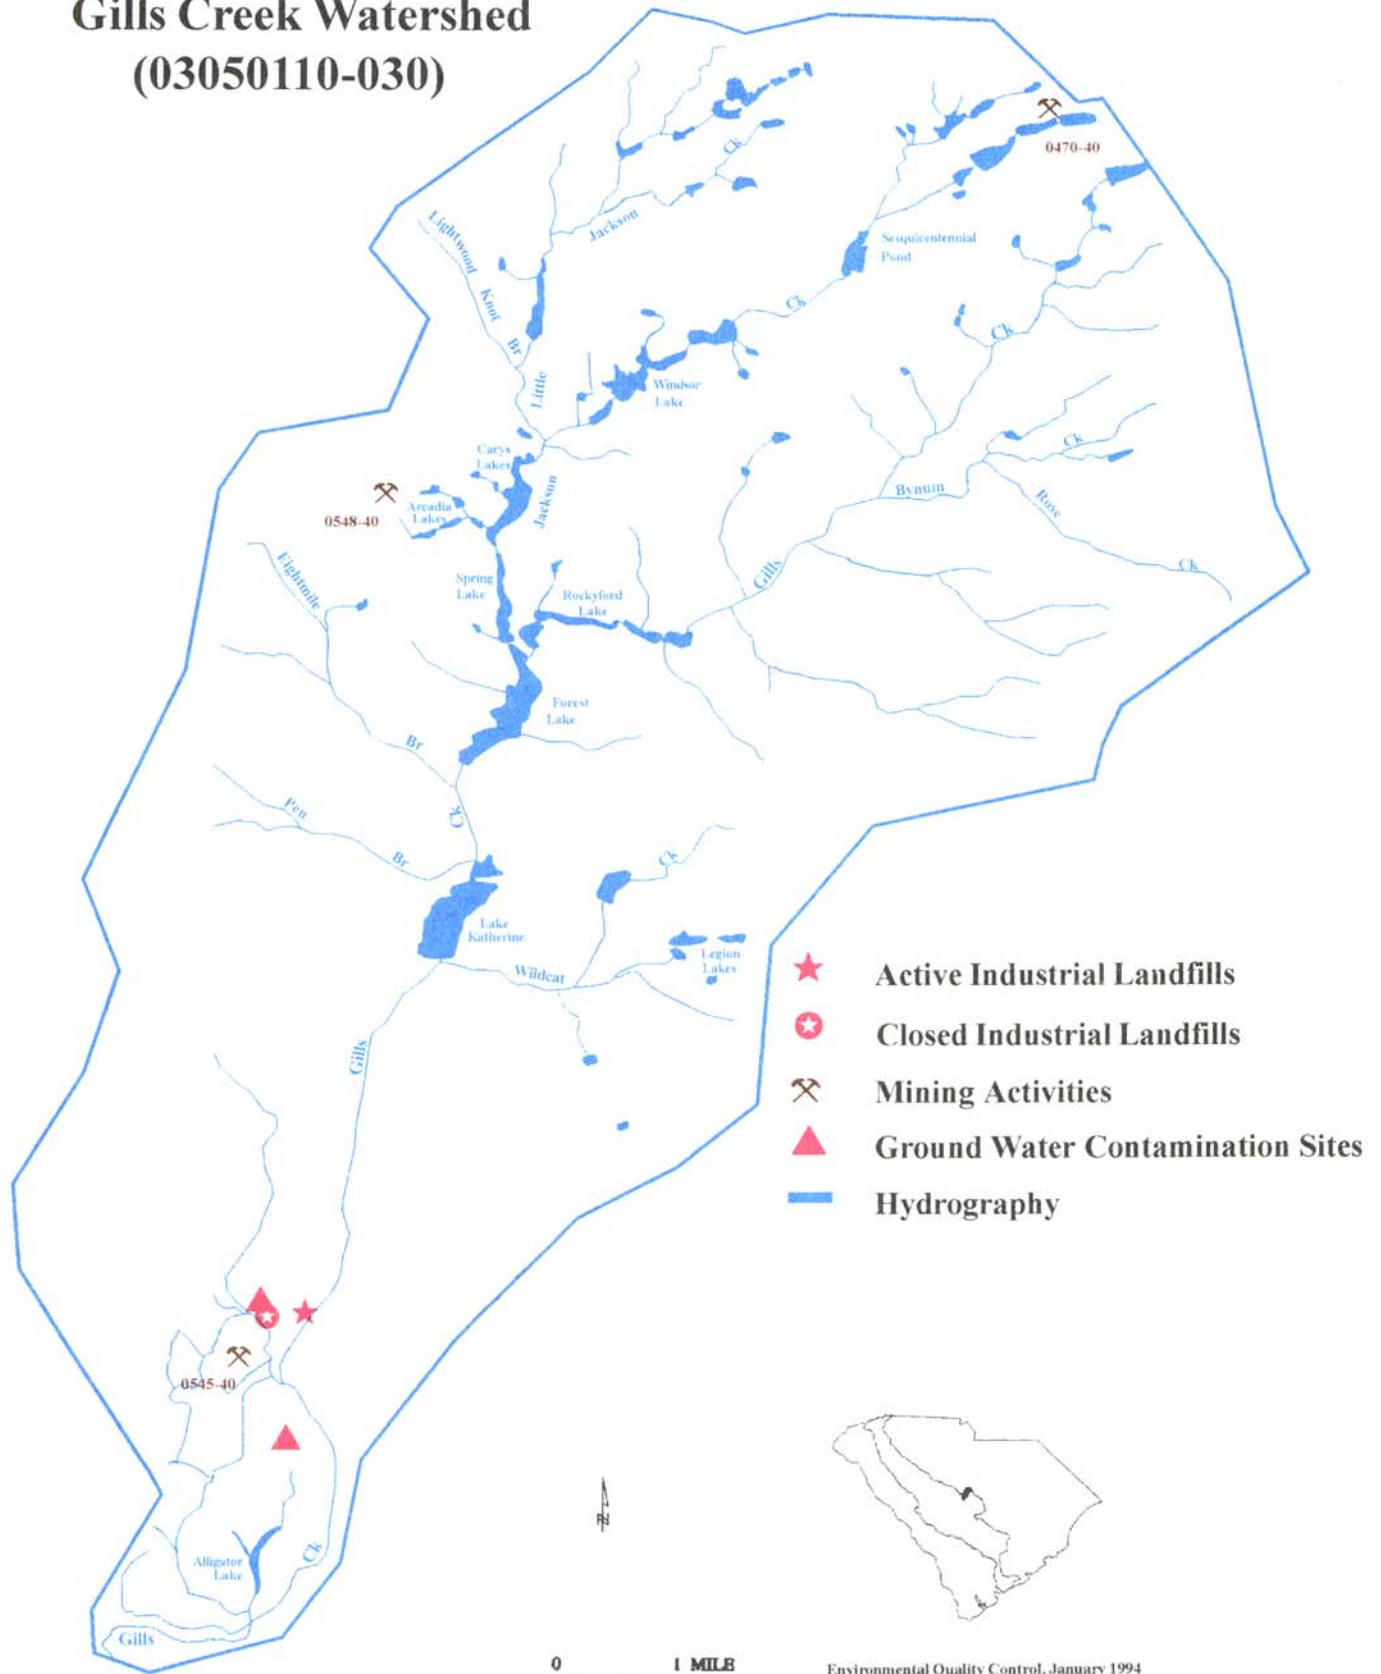 Gills Creek Watershed
(03050110-030)
Ck
0470-40
Lightwood
Knot
Br
Jackson
Sesquicentennial
Pond
Ck
Ck
Little
Windsor
Lake
Carys
Lakes
Ck
Bynum
Rose
Ck
0548-40
Arcadia
Lakes
Jackson
Eightmile
Spring
Lake
Rockyford
Lake
Gills
Forest
Lake
Br
Pen
Br
Ck
Ck
Lake
Katherine
Wildcat
Legion
Lakes
Gills
Active Industrial Landfills
Closed Industrial Landfills
Mining Activities
Ground Water Contamination Sites
Hydrography
0545-40
N
Alligator
Lake
Ck
Gills
0 1 MILE
Environmental Quality Control, January 1994